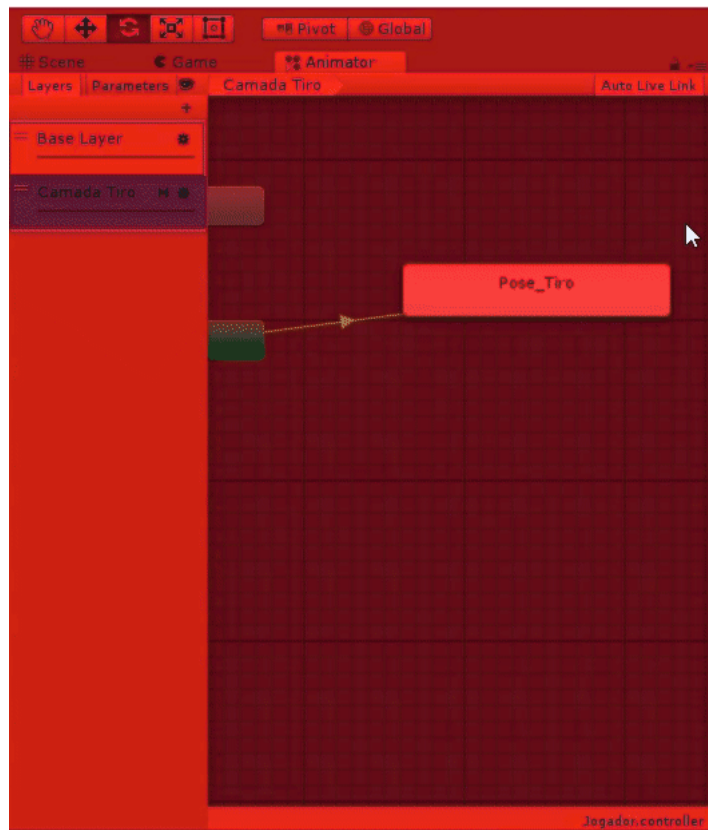 Pivot Global
Scene Game Animator
Layers Parameters Camada Tiro Auto Live Link
+
Base Layer
Camada Tiro M
Pose_Tiro
Jogador.controller